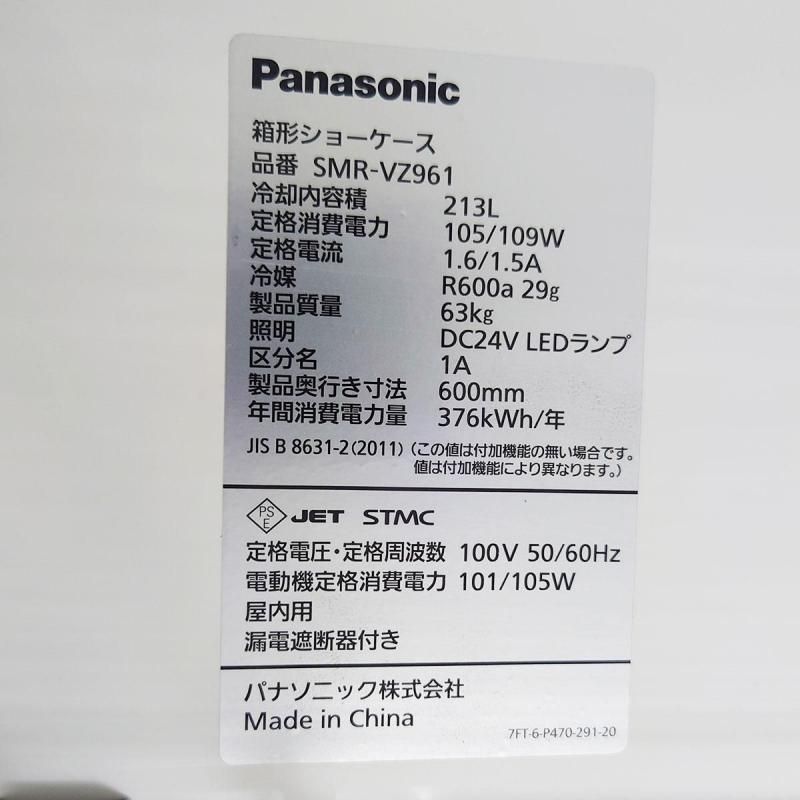 Panasonic
箱形ショーケース
品番 SMR-VZ961
冷却内容積 213L
定格消費電力 105/109W
定格電流 1.6/1.5A
冷媒 R600a 29g
製品質量 63kg
照明 DC24V LEDランプ
区分名 1A
製品奥行き寸法 600mm
年間消費電力量 376kWh/年
JIS B 8631-2(2011) (この値は付加機能の無い場合です。
値は付加機能により異なります。)
PS E JET STMC
定格電圧・定格周波数 100V 50/60Hz
電動機定格消費電力 101/105W
屋内用
漏電遮断器付き
パナソニック株式会社
Made in China
7FT-6-P470-291-20